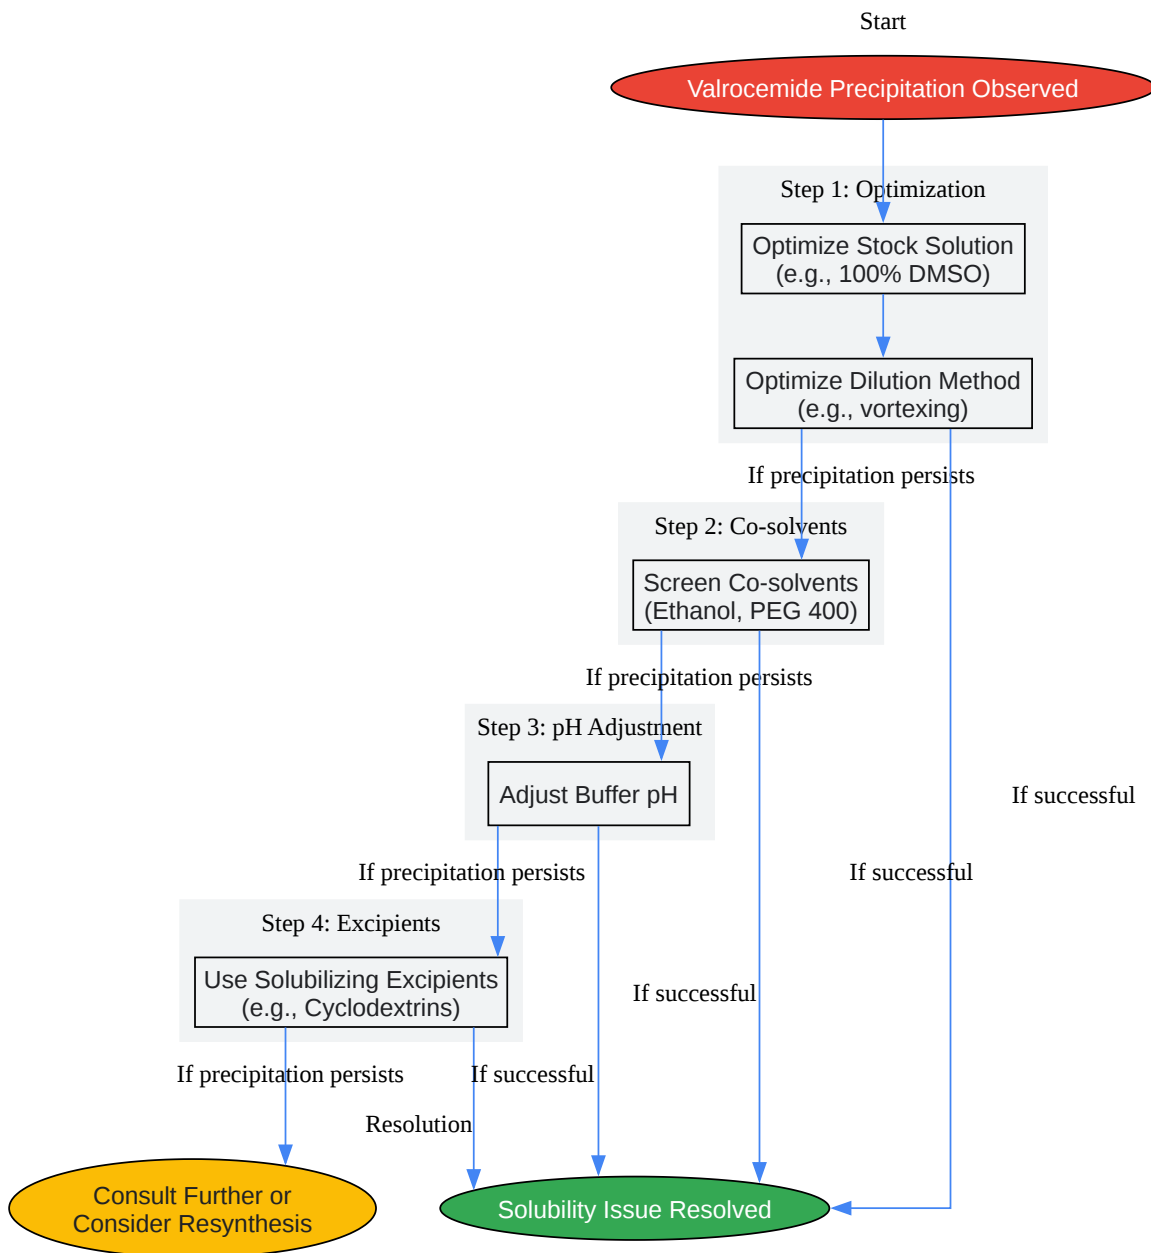 Start
Valrocemide Precipitation Observed
Step 1: Optimization
Optimize Stock Solution
(e.g., 100% DMSO)
Optimize Dilution Method
(e.g., vortexing)
If precipitation persists
Step 2: Co-solvents
Screen Co-solvents
(Ethanol, PEG 400)
If precipitation persists
Step 3: pH Adjustment
Adjust Buffer pH
If successful
If precipitation persists
If successful
Step 4: Excipients
Use Solubilizing Excipients
(e.g., Cyclodextrins)
If successful
If precipitation persists
If successful
Resolution
Consult Further or
Consider Resynthesis
Solubility Issue Resolved